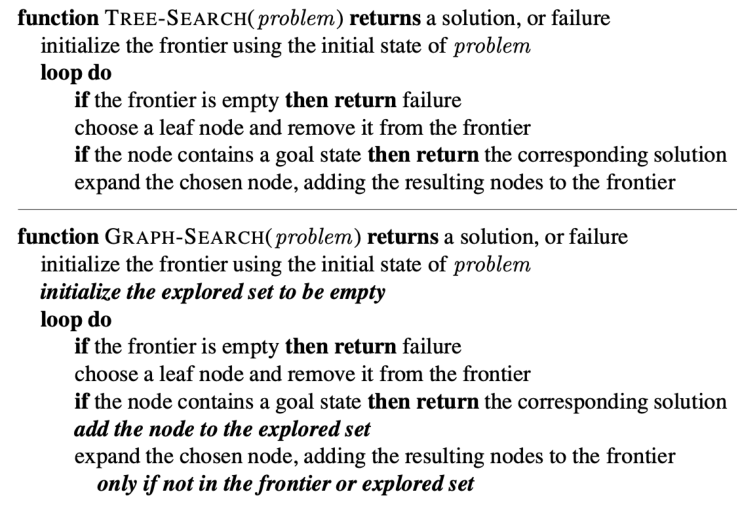 function TREE-SEARCH(problem) returns a solution, or failure
initialize the frontier using the initial state of problem
loop do
if the frontier is empty then return failure
choose a leaf node and remove it from the frontier
if the node contains a goal state then return the corresponding solution
expand the chosen node, adding the resulting nodes to the frontier
function GRAPH-SEARCH(problem) returns a solution, or failure
initialize the frontier using the initial state of problem
initialize the explored set to be empty
loop do
if the frontier is empty then return failure
choose a leaf node and remove it from the frontier
if the node contains a goal state then return the corresponding solution
add the node to the explored set
expand the chosen node, adding the resulting nodes to the frontier
only if not in the frontier or explored set